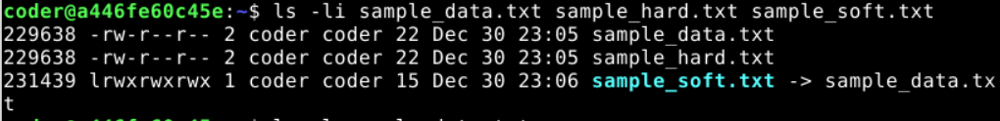 coder@a446fe60c45e:~$ ls -li sample_data.txt sample_hard.txt sample_soft.txt
229638 -rw-r--r-- 2 coder coder 22 Dec 30 23:05 sample_data.txt
229638 -rw-r--r-- 2 coder coder 22 Dec 30 23:05 sample_hard.txt
231439 lrwxrwxrwx 1 coder coder 15 Dec 30 23:06 sample_soft.txt -> sample_data.tx
t